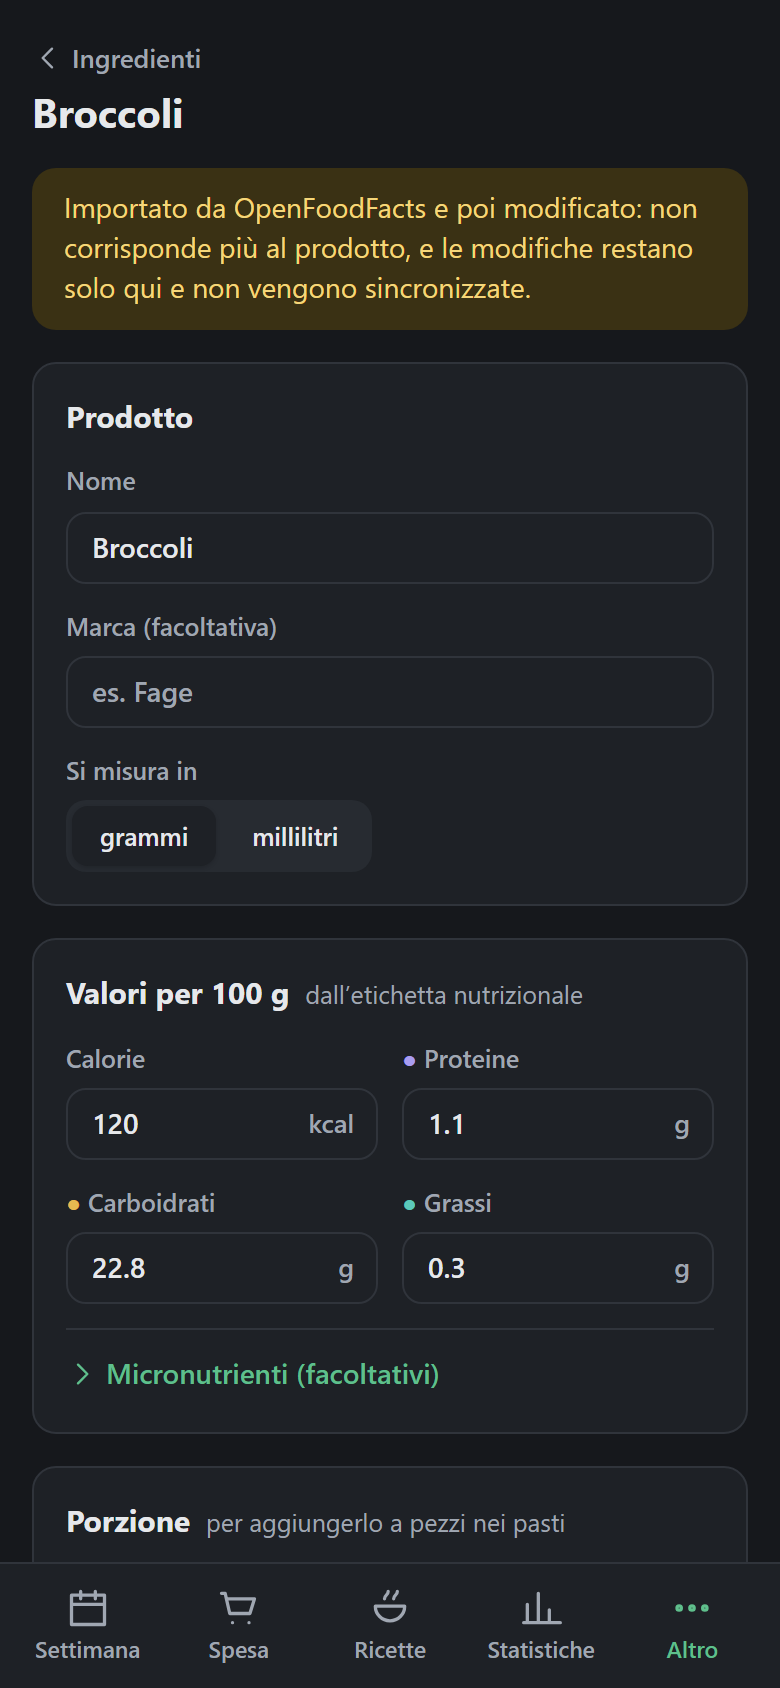 Ingredienti
Broccoli
Importato da OpenFoodFacts e poi modificato: non
corrisponde più al prodotto, e le modifiche restano
solo qui e non vengono sincronizzate.
Prodotto
Nome
Broccoli
Marca (facoltativa)
es. Fage
Si misura in
grammi millilitri
Valori per 100 g dall’etichetta nutrizionale
Calorie Proteine
120 kcal 1.1 g
Carboidrati Grassi
22.8 g 0.3 g
Micronutrienti (facoltativi)
Porzione per aggiungerlo a pezzi nei pasti
Settimana Spesa Ricette Statistiche Altro